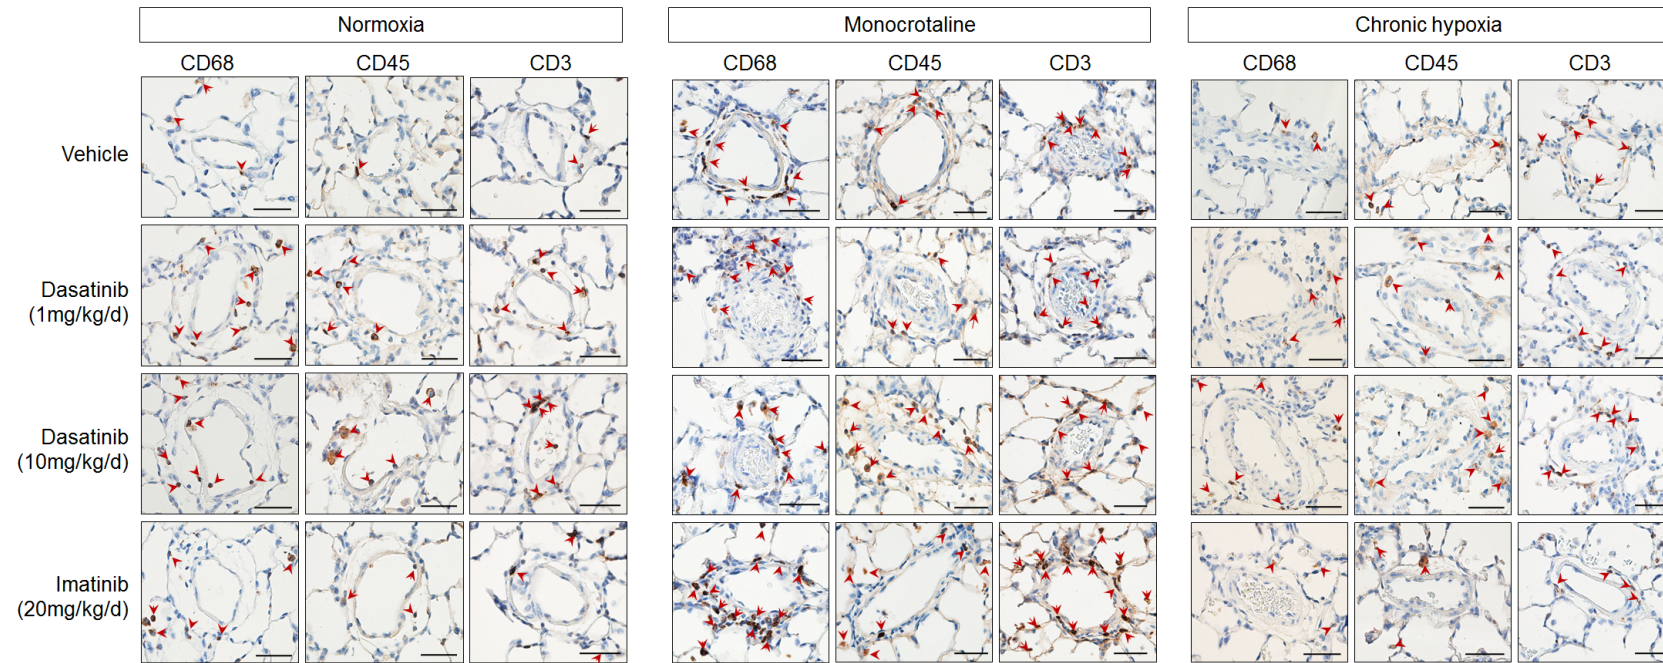 Normoxia
Monocrotaline
Chronic hypoxia
CD68
CD45
CD3
CD68
CD45
CD3
CD68
CD45
CD3
Vehicle
Dasatinib
(1mg/kg/d)
Dasatinib
(10mg/kg/d)
Imatinib
(20mg/kg/d)